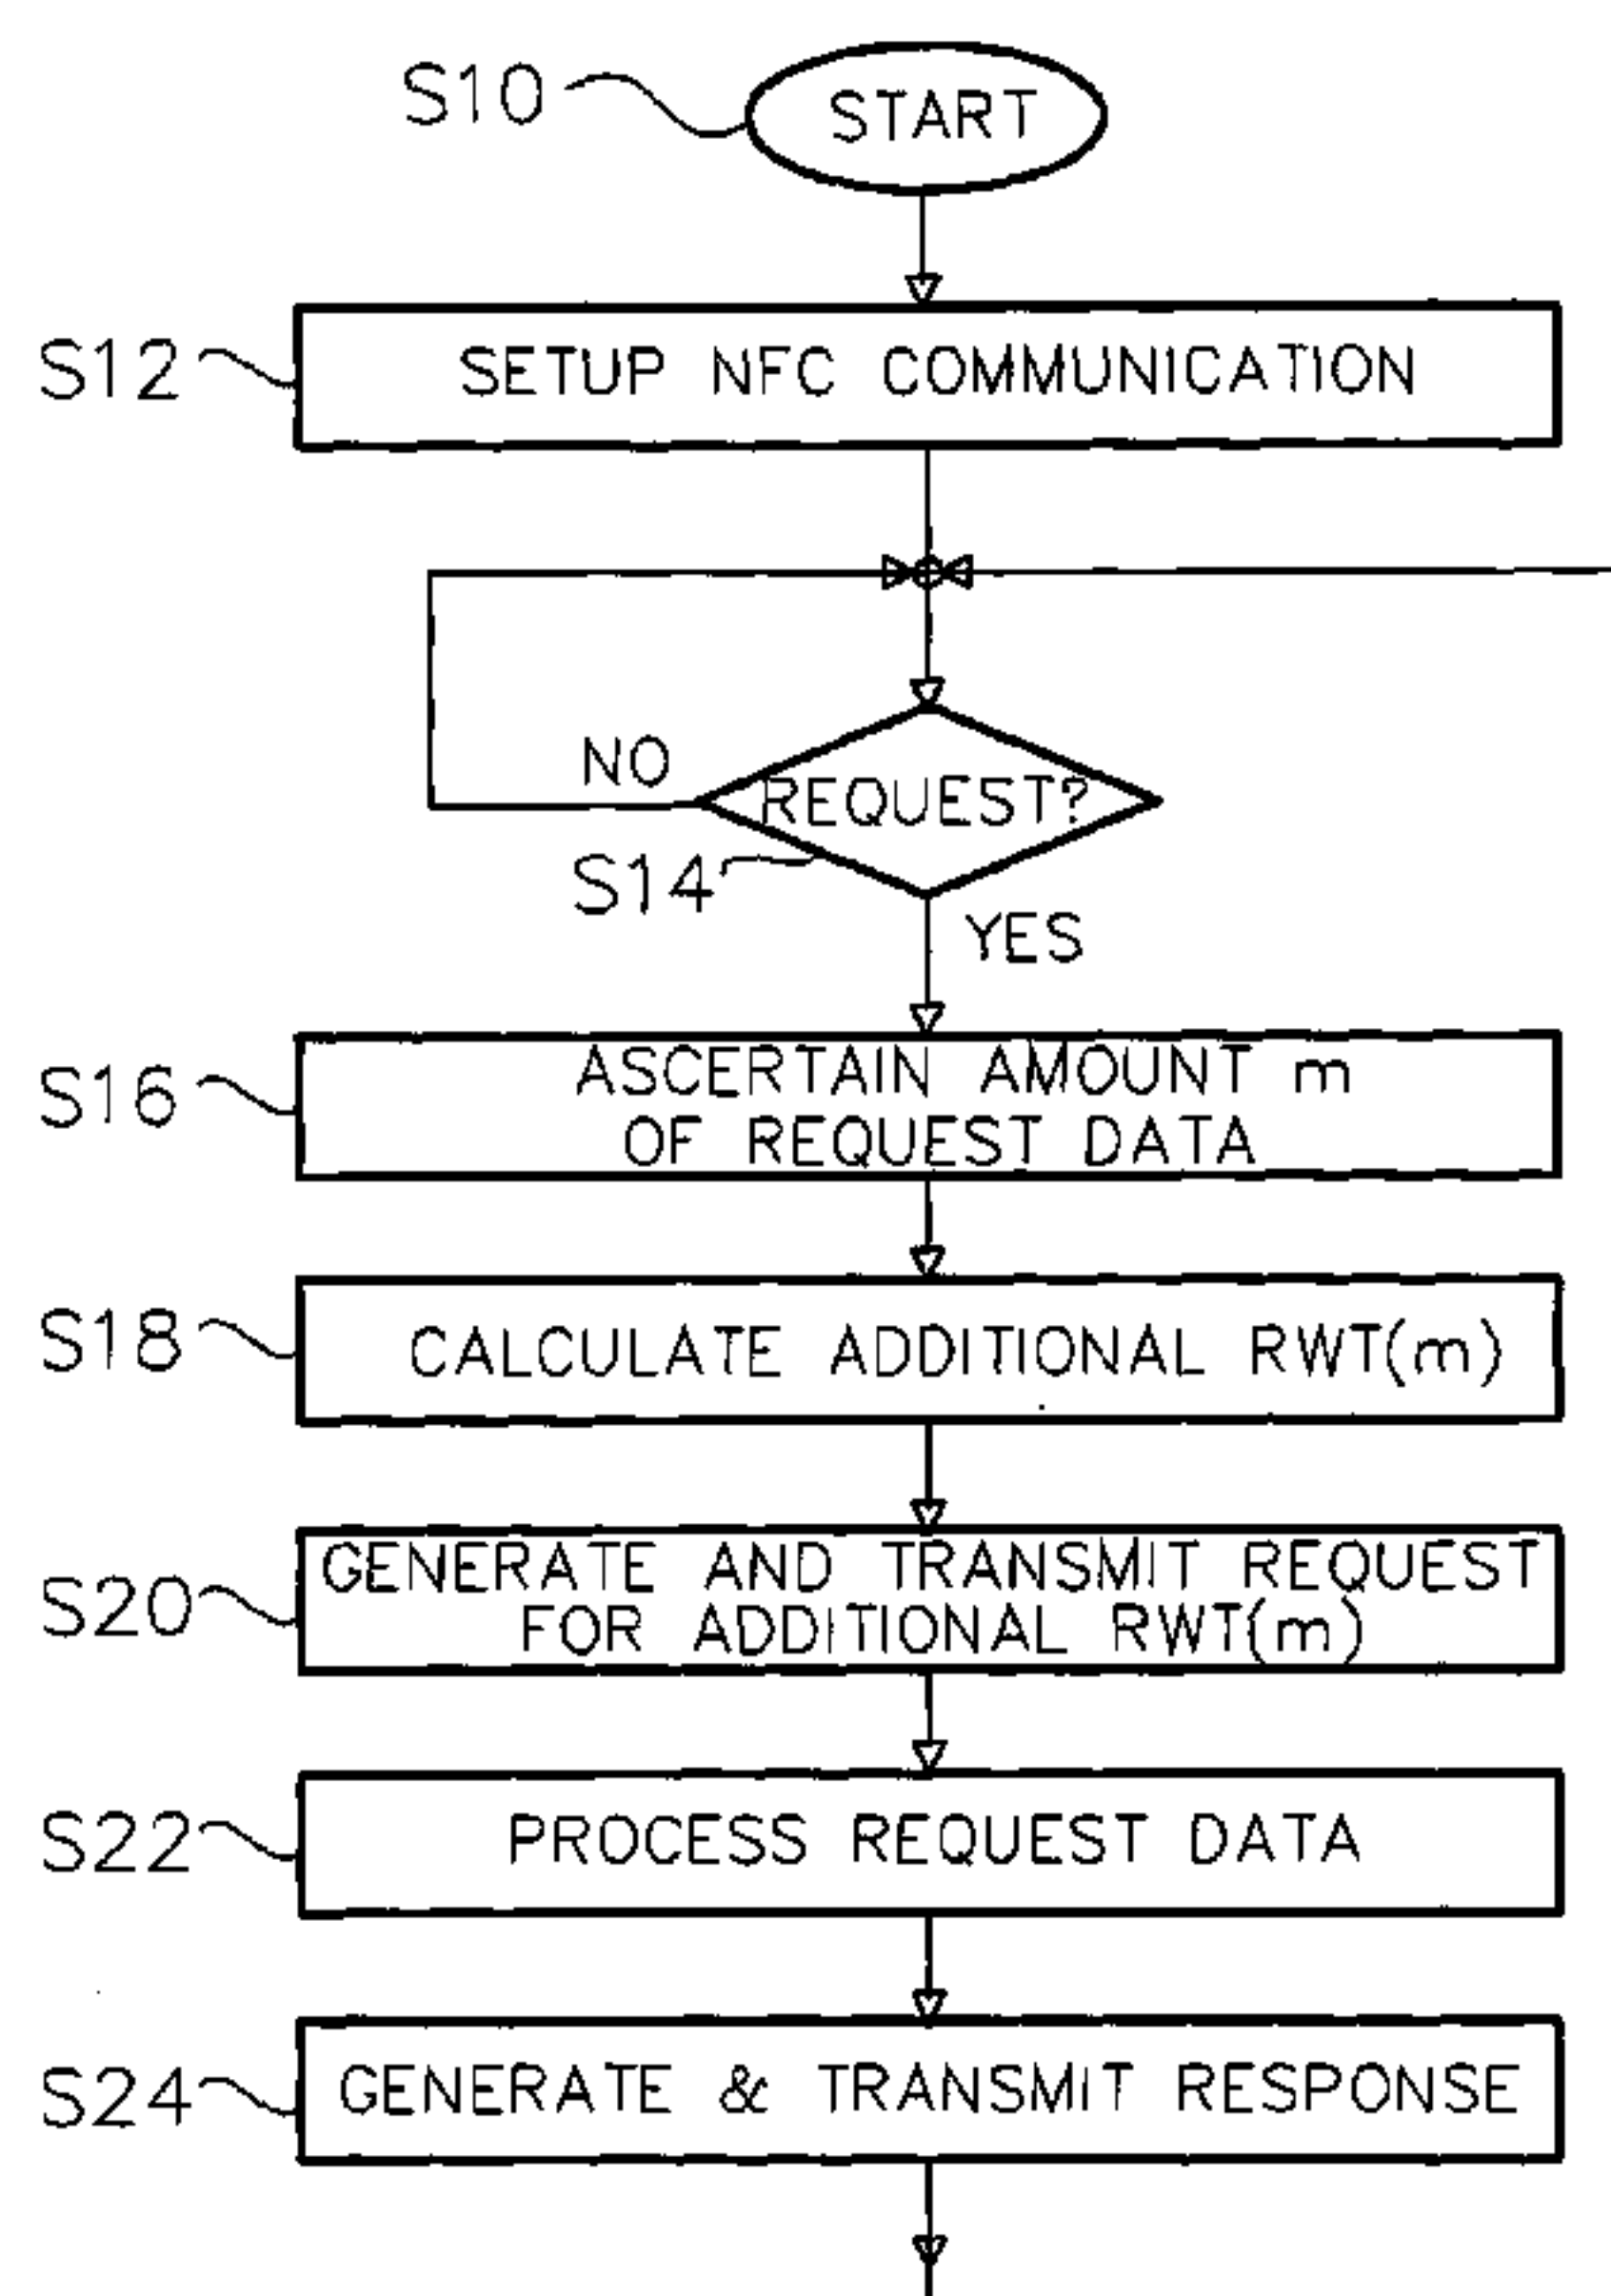 S10
START
S12
SETUP NFC COMMUNICATION
NO
REQUEST?
S14
YES
S16
ASCERTAIN AMOUNT m
OF REQUEST DATA
S18
CALCULATE ADDITIONAL RWT(m)
S20
GENERATE AND TRANSMIT REQUEST
FOR ADDITIONAL RWT(m)
S22
PROCESS REQUEST DATA
S24
GENERATE & TRANSMIT RESPONSE